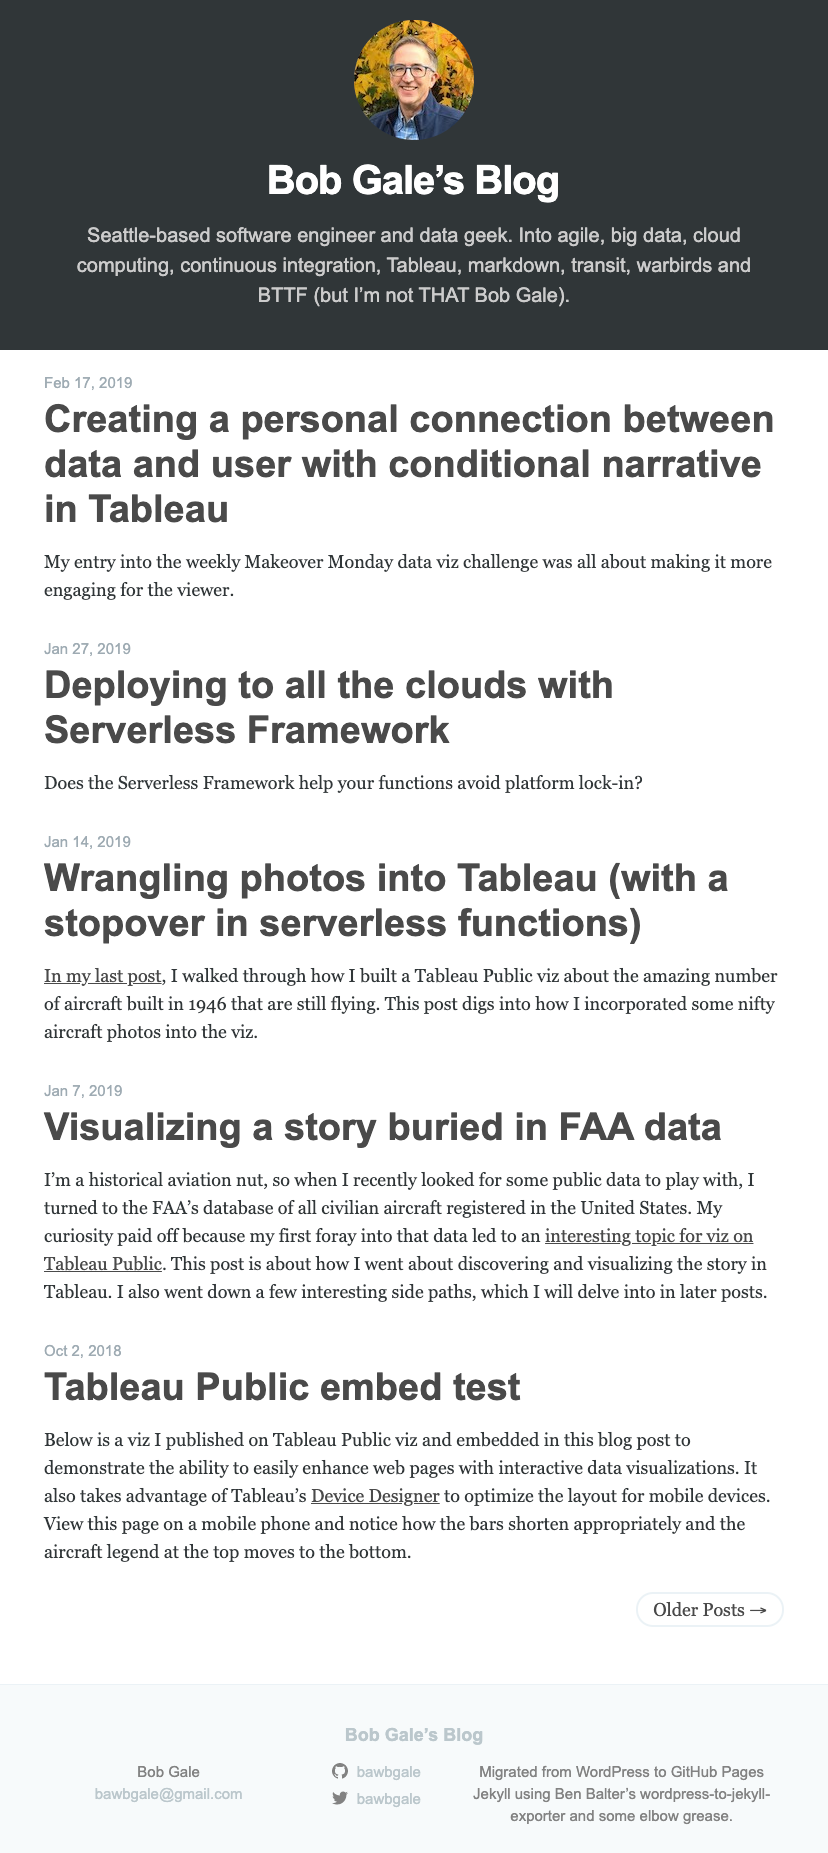 Bob Gale’s Blog
Seattle-based software engineer and data geek. Into agile, big data, cloud
computing, continuous integration, Tableau, markdown, transit, warbirds and
BTTF (but I’m not THAT Bob Gale).
Feb 17, 2019
Creating a personal connection between
data and user with conditional narrative
in Tableau
My entry into the weekly Makeover Monday data viz challenge was all about making it more
engaging for the viewer.
Jan 27, 2019
Deploying to all the clouds with
Serverless Framework
Does the Serverless Framework help your functions avoid platform lock-in?
Jan 14, 2019
Wrangling photos into Tableau (with a
stopover in serverless functions)
In my last post, I walked through how I built a Tableau Public viz about the amazing number
of aircraft built in 1946 that are still flying. This post digs into how I incorporated some nifty
aircraft photos into the viz.
Jan 7, 2019
Visualizing a story buried in FAA data
I’m a historical aviation nut, so when I recently looked for some public data to play with, I
turned to the FAA’s database of all civilian aircraft registered in the United States. My
curiosity paid off because my first foray into that data led to an interesting topic for viz on
Tableau Public. This post is about how I went about discovering and visualizing the story in
Tableau. I also went down a few interesting side paths, which I will delve into in later posts.
Oct 2, 2018
Tableau Public embed test
Below is a viz I published on Tableau Public viz and embedded in this blog post to
demonstrate the ability to easily enhance web pages with interactive data visualizations. It
also takes advantage of Tableau’s Device Designer to optimize the layout for mobile devices.
View this page on a mobile phone and notice how the bars shorten appropriately and the
aircraft legend at the top moves to the bottom.
Older Posts →
Bob Gale’s Blog
Bob Gale
bawbgale@gmail.com
bawbgale
bawbgale
Migrated from WordPress to GitHub Pages
Jekyll using Ben Balter’s wordpress-to-jekyll-
exporter and some elbow grease.